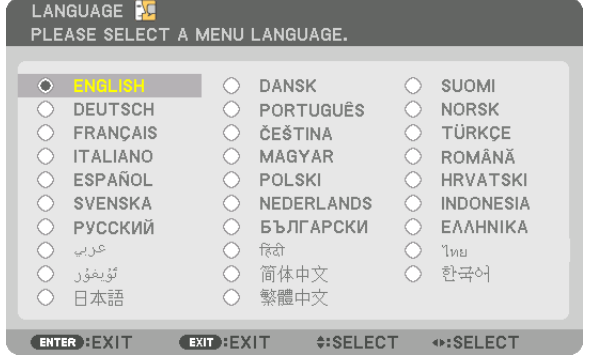 LANGUAGE
PLEASE SELECT A MENU LANGUAGE.
ENGLISH DANSK SUOMI
DEUTSCH PORTUGUÊS NORSK
FRANÇAIS ČEŠTINA TÜRKÇE
ITALIANO MAGYAR ROMÂNĂ
ESPAÑOL POLSKI HRVATSKI
SVENSKA NEDERLANDS INDONESIA
РУССКИЙ БЪЛГАРСКИ ΕΛΛΗΝΙΚΑ
عربي हिंदी ไทย
ئۇيغۇر 简体中文 한국어
日本語 繁體中文
ENTER :EXIT EXIT :EXIT :SELECT :SELECT